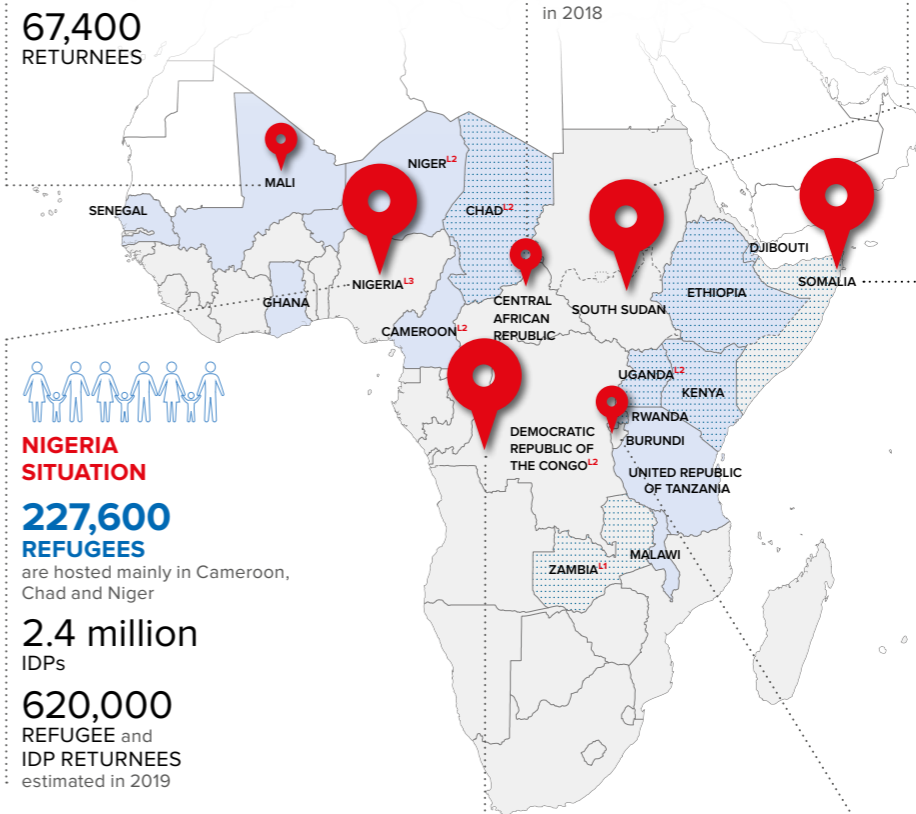 67,400
RETURNEES
in 2018
MALI
NIGER L2
CHAD L2
SENEGAL
NIGERIA L3
GHANA
CAMEROON L2
CENTRAL
AFRICAN
REPUBLIC
SOUTH SUDAN
DJIBOUTI
ETHIOPIA
SOMALIA
UGANDA L2
KENYA
RWANDA
BURUNDI
DEMOCRATIC
REPUBLIC OF
THE CONGO L2
UNITED REPUBLIC
OF TANZANIA
MALAWI
ZAMBIA L1
NIGERIA
SITUATION
227,600
REFUGEES
are hosted mainly in Cameroon,
Chad and Niger
2.4 million
IDPs
620,000
REFUGEE and
IDP RETURNEES
estimated in 2019